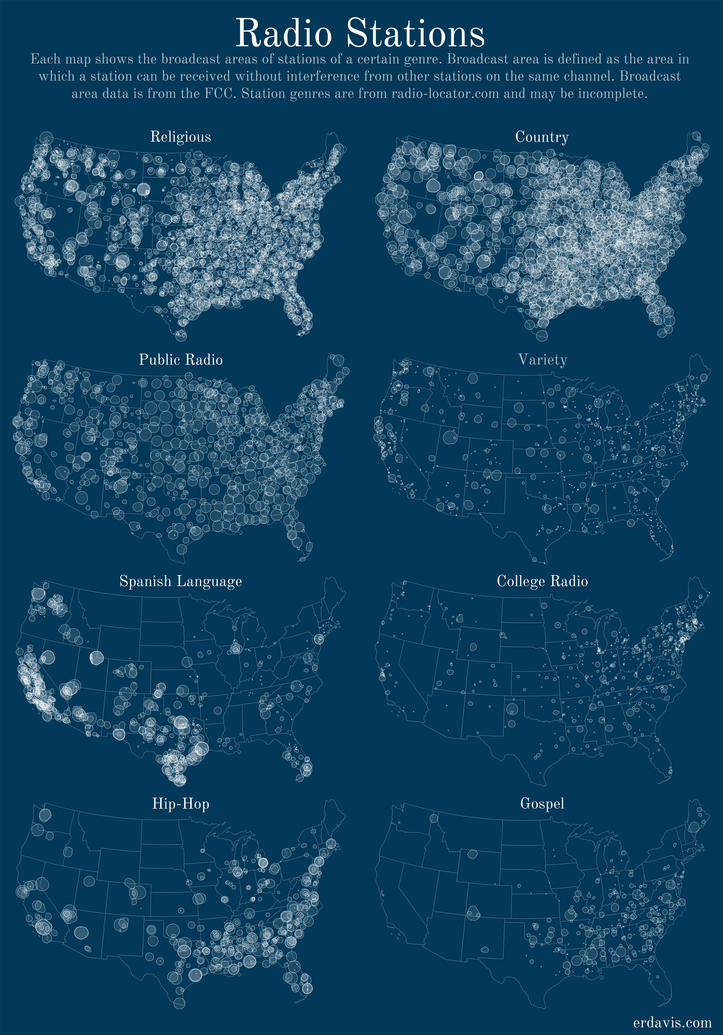 Radio Stations
Each map shows the broadcast areas of stations of a certain genre. Broadcast area is defined as the area in
which a station can be received without interference from other stations on the same channel. Broadcast
area data is from the FCC. Station genres are from radio-locator.com and may be incomplete.
Religious
Country
Public Radio
Variety
Spanish Language
College Radio
Hip-Hop
Gospel
erdavis.com